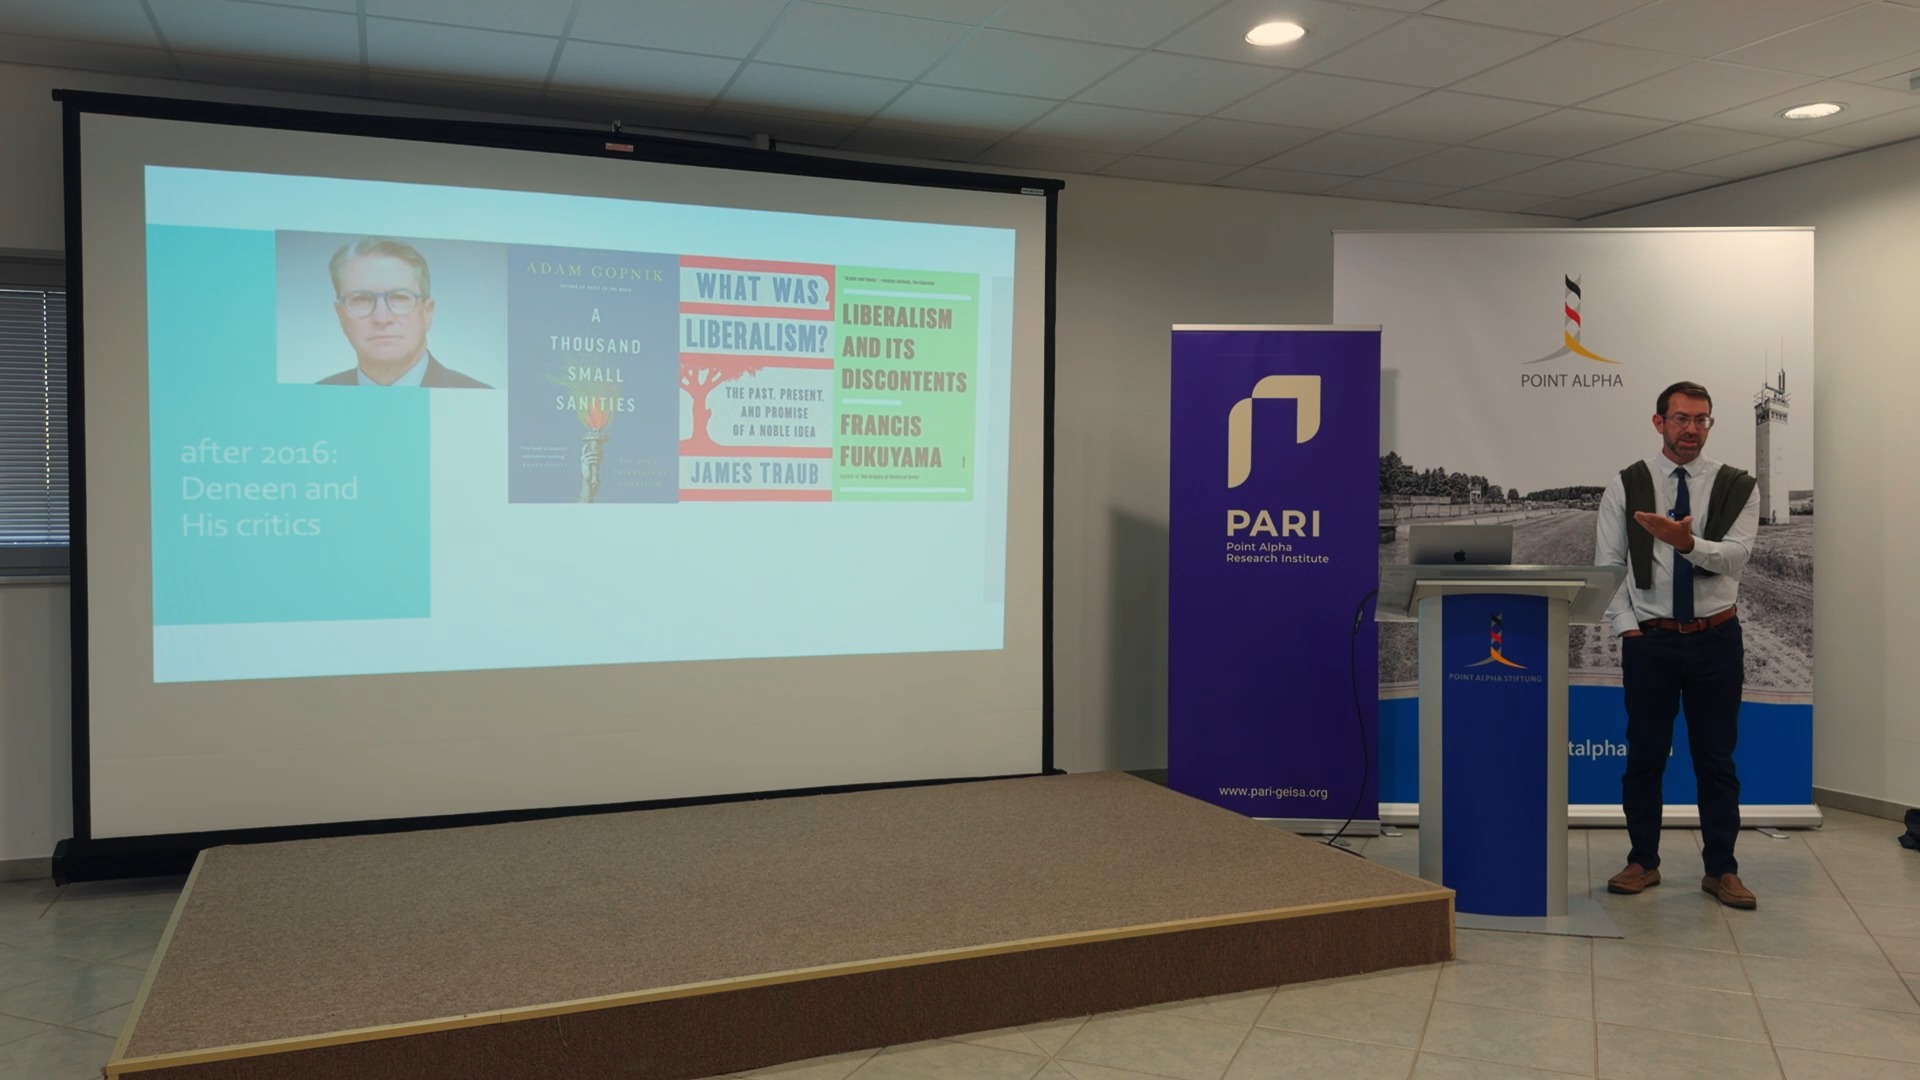 after 2016:
Deneen and
His critics
ADAM GOPNIK
A
THOUSAND
SMALL
SANITIES
WHAT WAS
LIBERALISM?
THE PAST, PRESENT,
AND PROMISE
OF A NOBLE IDEA
JAMES TRAUB
LIBERALISM
AND ITS
DISCONTENTS
FRANCIS
FUKUYAMA
PARI
Point Alpha
Research Institute
www.pari-geisa.org
POINT ALPHA
POINT ALPHA STIFTUNG
talpha